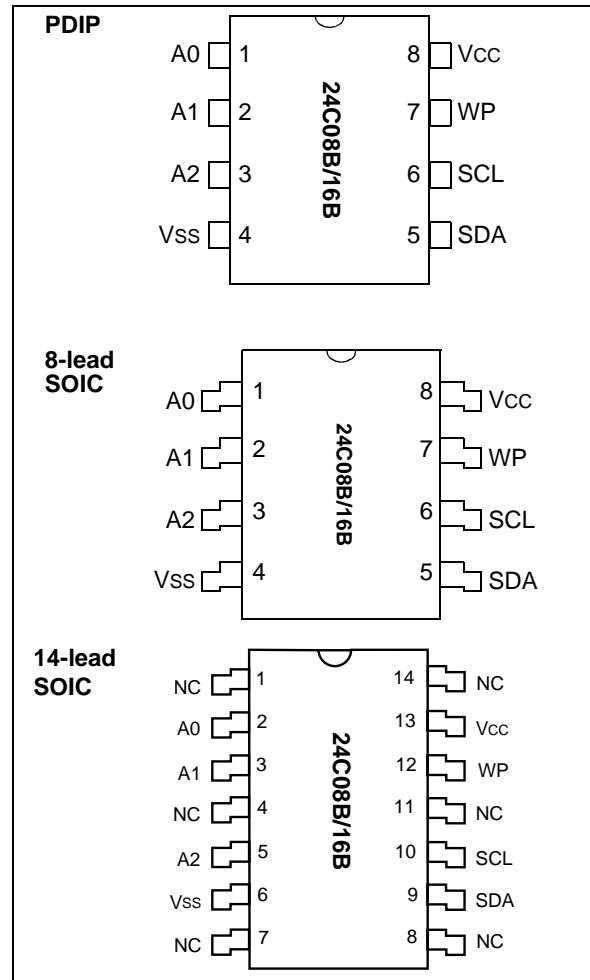 PDIP
A0 1 8 VCC
A1 2 7 WP
A2 3 6 SCL
VSS 4 5 SDA
24C08B/16B
8-lead
SOIC
A0 1 8 VCC
A1 2 7 WP
A2 3 6 SCL
VSS 4 5 SDA
24C08B/16B
14-lead
SOIC
NC 1 14 NC
A0 2 13 VCC
A1 3 12 WP
NC 4 11 NC
A2 5 10 SCL
VSS 6 9 SDA
NC 7 8 NC
24C08B/16B